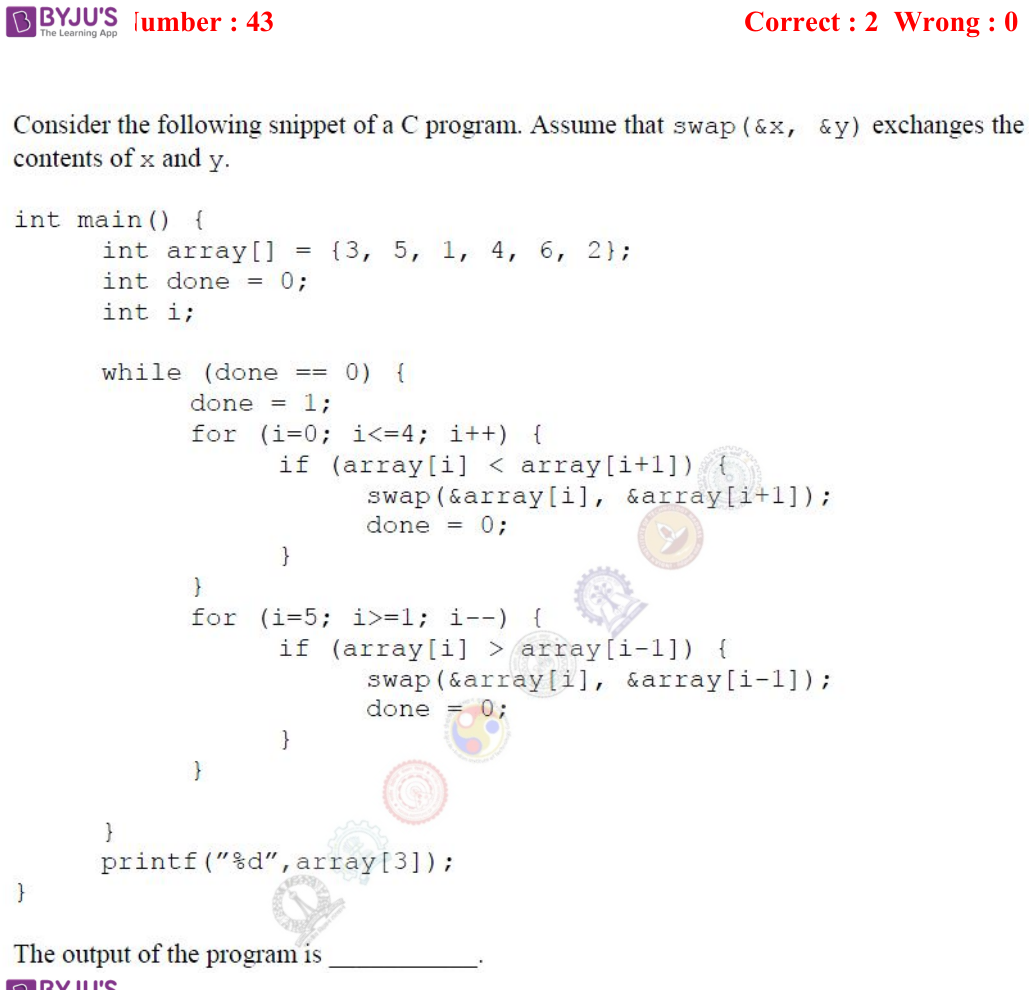 BYJU'S The Learning App umber : 43 Correct : 2 Wrong : 0
Consider the following snippet of a C program. Assume that swap(&x, &y) exchanges the
contents of x and y.
int main() {
int array[] = {3, 5, 1, 4, 6, 2};
int done = 0;
int i;
while (done == 0) {
done = 1;
for (i=0; i<=4; i++) {
if (array[i] < array[i+1]) {
swap(&array[i], &array[i+1]);
done = 0;
}
}
for (i=5; i>=1; i--) {
if (array[i] > array[i-1]) {
swap(&array[i], &array[i-1]);
done = 0;
}
}
}
printf("%d",array[3]);
}
The output of the program is ___________.
BYJU'S